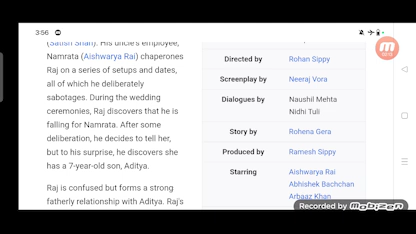 3:56
(Satish Shah). His uncle's employee,
Namrata (Aishwarya Rai) chaperones
Raj on a series of setups and dates,
all of which he deliberately
sabotages. During the wedding
ceremonies, Raj discovers that he is
falling for Namrata. After some
deliberation, he decides to tell her,
but to his surprise, he discovers she
has a 7-year-old son, Aditya.
Raj is confused but forms a strong
fatherly relationship with Aditya. Raj's
Directed by Rohan Sippy
Screenplay by Neeraj Vora
Dialogues by Naushil Mehta
Nidhi Tuli
Story by Rohena Gera
Produced by Ramesh Sippy
Starring Aishwarya Rai
Abhishek Bachchan
Arbaaz Khan
Recorded by Mobizen